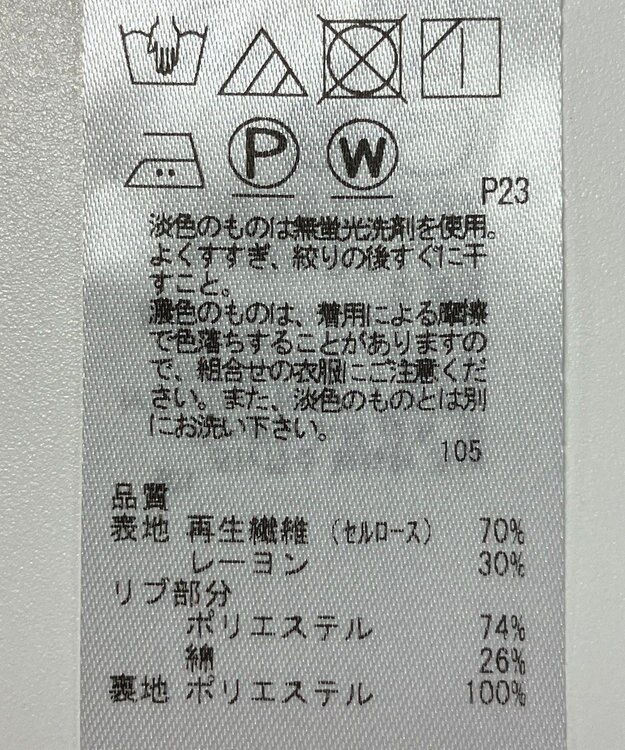 P
W
P23
淡色のものは無蛍光洗剤を使用。
よくすすぎ、絞りの後すぐに干
すこと。
濃色のものは、着用による摩擦
で色落ちすることがありますの
で、組合せの衣服にご注意くだ
さい。また、淡色のものとは別
にお洗い下さい。
105
品質
表地 再生繊維（セルロース） 70%
レーヨン 30%
リブ部分
ポリエステル 74%
綿 26%
裏地 ポリエステル 100%